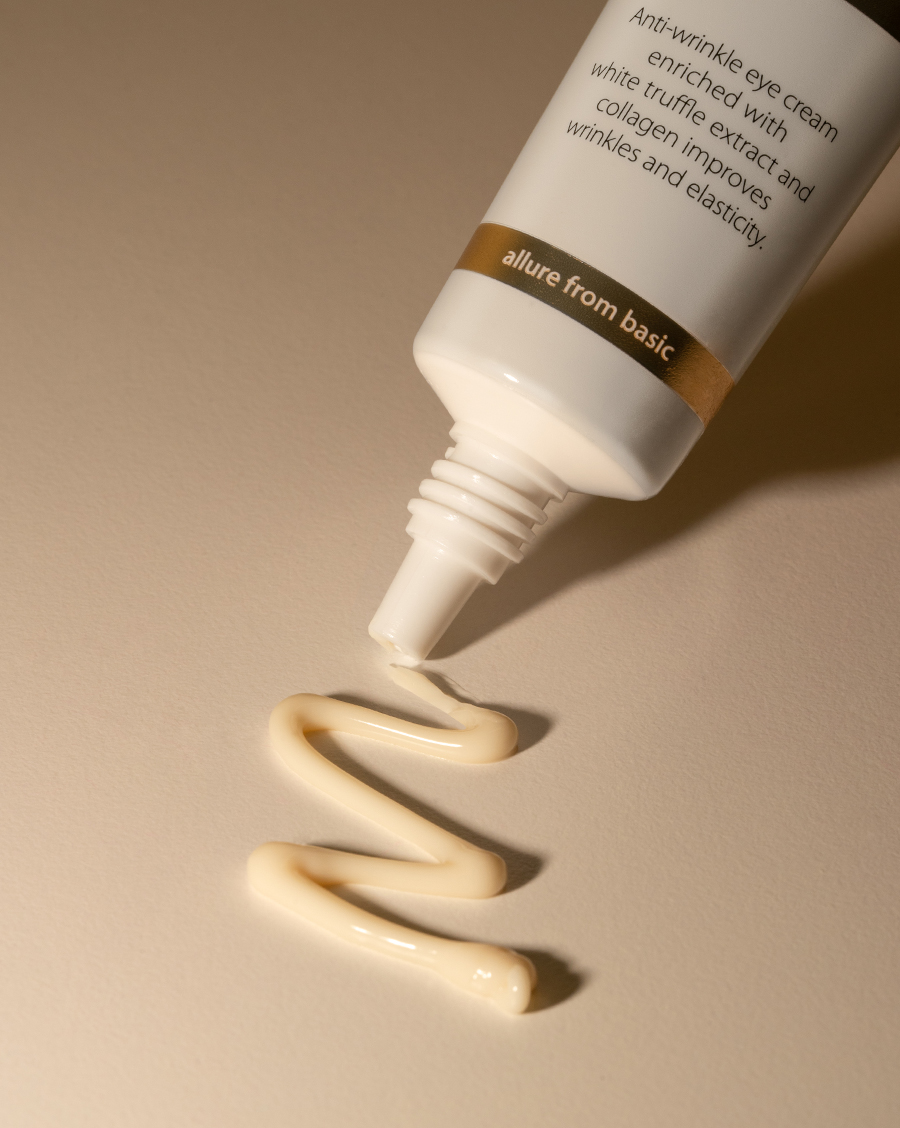 Anti-wrinkle eye cream
enriched with
white truffle extract and
collagen improves
wrinkles and elasticity.
allure from basic